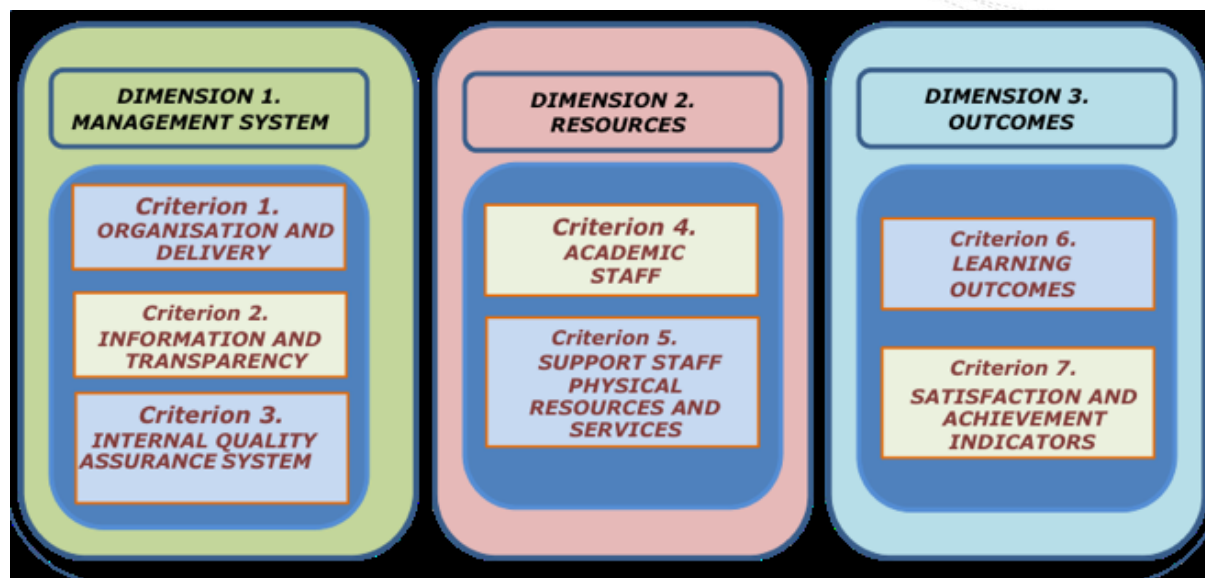 DIMENSION 1.
MANAGEMENT SYSTEM
Criterion 1.
ORGANISATION AND
DELIVERY
Criterion 2.
INFORMATION AND
TRANSPARENCY
Criterion 3.
INTERNAL QUALITY
ASSURANCE SYSTEM
DIMENSION 2.
RESOURCES
Criterion 4.
ACADEMIC
STAFF
Criterion 5.
SUPPORT STAFF
PHYSICAL
RESOURCES AND
SERVICES
DIMENSION 3.
OUTCOMES
Criterion 6.
LEARNING
OUTCOMES
Criterion 7.
SATISFACTION AND
ACHIEVEMENT
INDICATORS